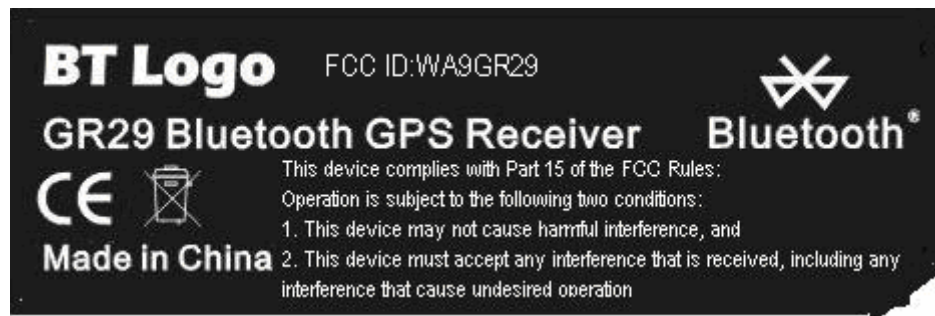 BT Logo FCC ID:WA9GR29
GR29 Bluetooth GPS Receiver Bluetooth®
This device complies with Part 15 of the FCC Rules:
Operation is subject to the following two conditions:
CE
1. This device may not cause harmful interference, and
Made in China 2. This device must accept any interference that is received, including any
interference that cause undesired operation